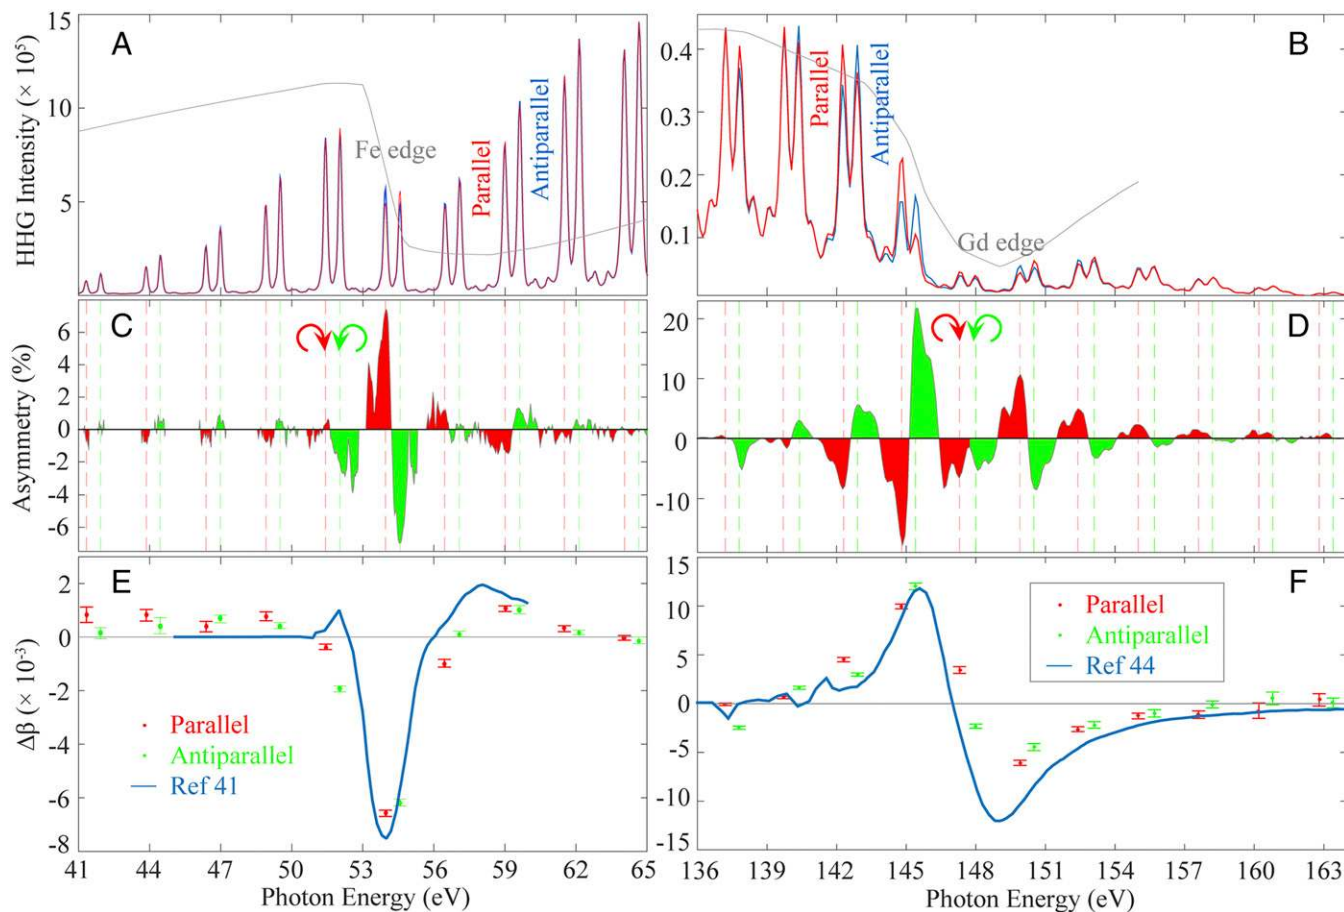 A
HHG Intensity (× 10⁵)
15
10
5
Fe edge
Parallel
Antiparallel
B
0.4
0.3
0.2
0.1
Parallel
Antiparallel
Gd edge
C
Asymmetry (%)
6
4
2
0
-2
-4
-6
D
20
10
0
-10
E
Δβ (× 10⁻³)
2
0
-2
-4
-6
-8
Parallel
Antiparallel
Ref 41
41 44 47 50 53 56 59 62 65
Photon Energy (eV)
F
15
10
5
0
-5
-10
-15
Parallel
Antiparallel
Ref 44
136 139 142 145 148 151 154 157 160 163
Photon Energy (eV)